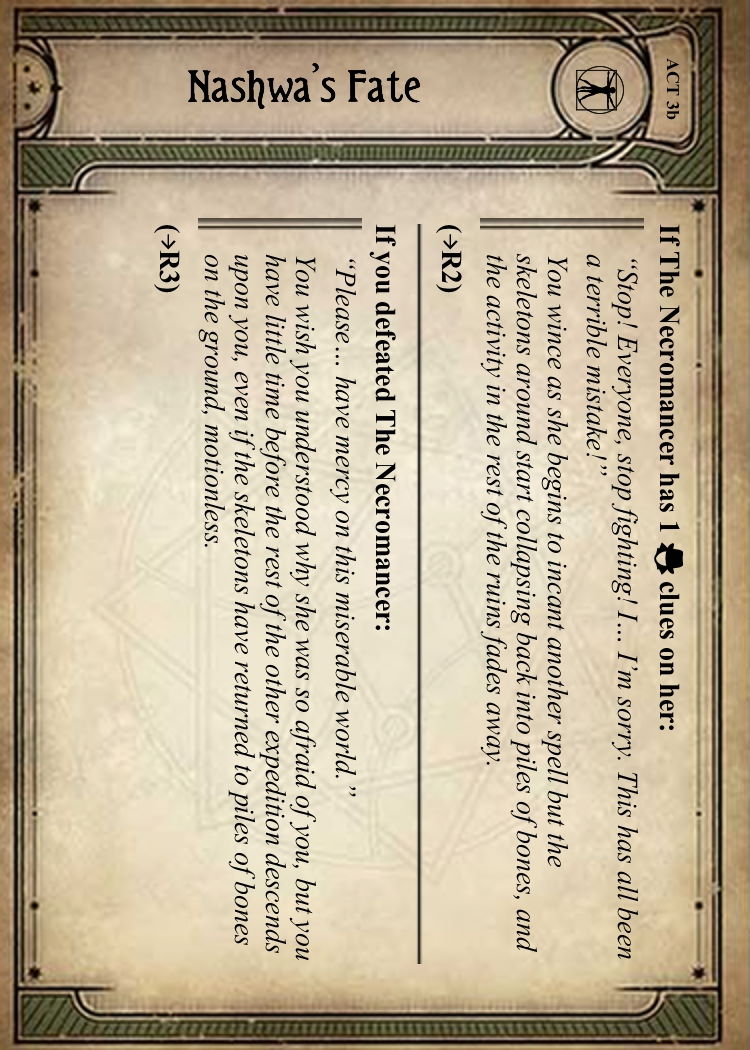 ACT 3b
Nashwa's Fate
If The Necromancer has 1 clues on her:
“Stop! Everyone, stop fighting! I... I'm sorry. This has all been
a terrible mistake!”
You wince as she begins to incant another spell but the
skeletons around start collapsing back into piles of bones, and
the activity in the rest of the ruins fades away.
(→R2)
If you defeated The Necromancer:
“Please... have mercy on this miserable world.”
You wish you understood why she was so afraid of you, but you
have little time before the rest of the other expedition descends
upon you, even if the skeletons have returned to piles of bones
on the ground, motionless.
(→R3)